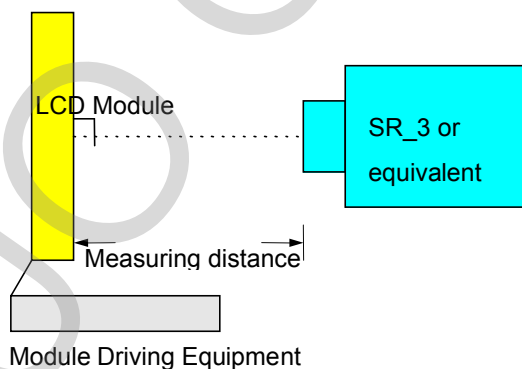 LCD Module
SR_3 or
equivalent
Measuring distance
Module Driving Equipment